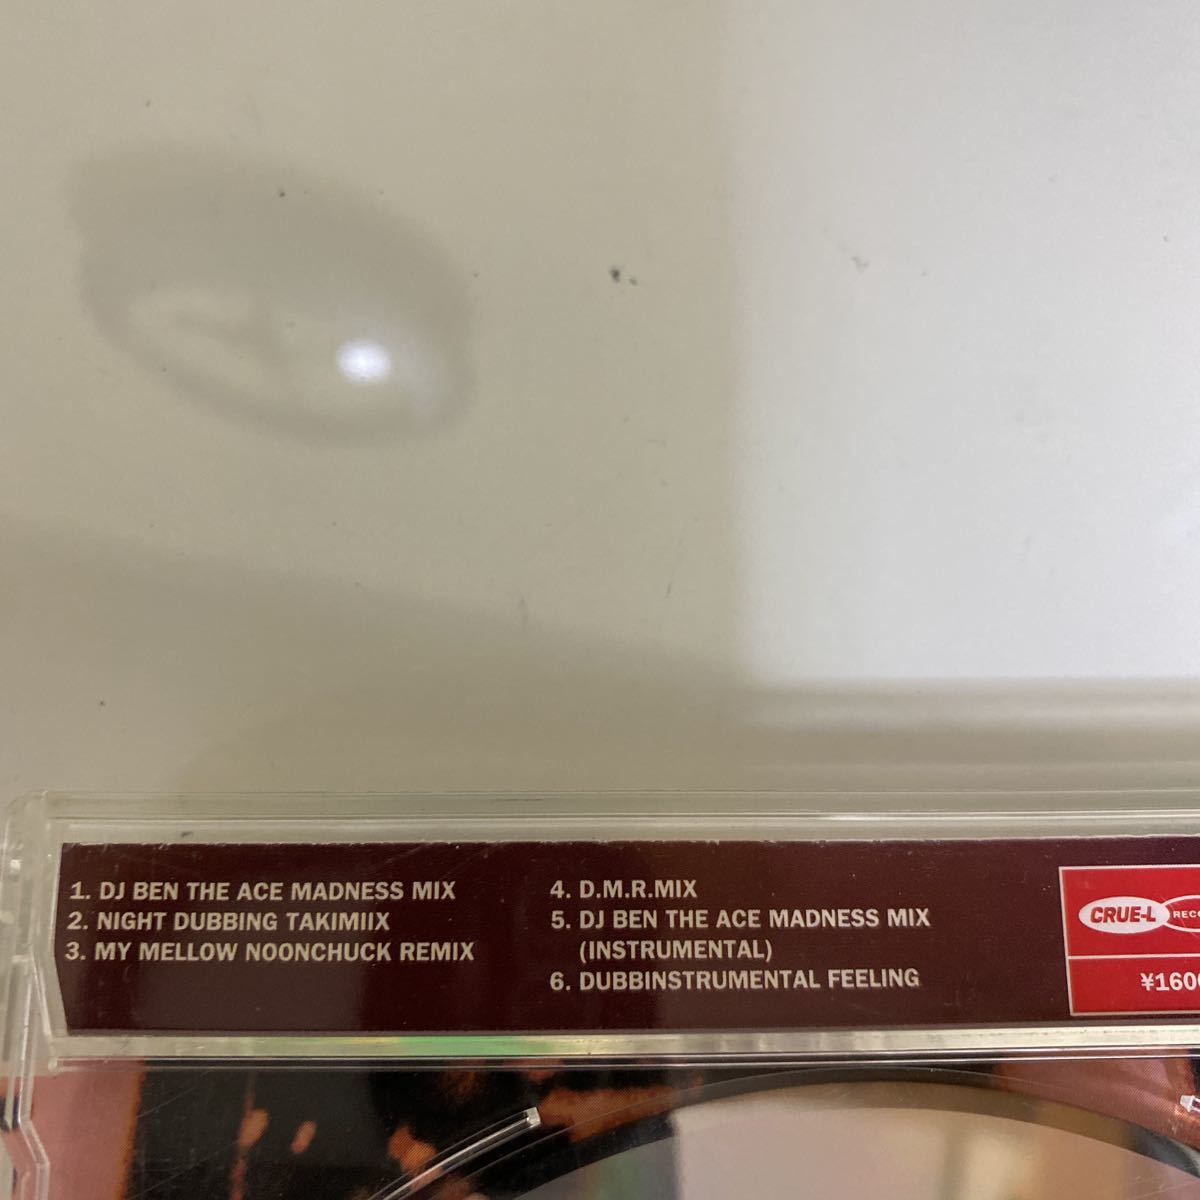 1. DJ BEN THE ACE MADNESS MIX
2. NIGHT DUBBING TAKIMIIX
3. MY MELLOW NOONCHUCK REMIX
4. D.M.R.MIX
5. DJ BEN THE ACE MADNESS MIX
(INSTRUMENTAL)
6. DUBBINSTRUMENTAL FEELING
CRUE-L